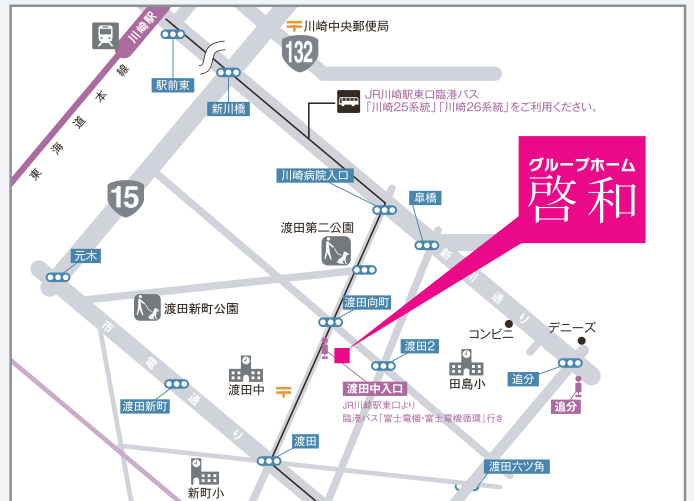 川崎駅
川崎中央郵便局
132
駅前東
東海道本線
新川橋
JR川崎駅東口臨港バス
「川崎25系統」「川崎26系統」をご利用ください。
グループホーム
啓和
川崎病院入口
15
皐橋
渡田第二公園
新川通り
元木
渡田新町公園
渡田向町
コンビニ
デニーズ
市電通り
渡田2
渡田中
田島小
追分
渡田中入口
渡田新町
JR川崎駅東口より
臨港バス「富士電機・富士電機循環」行き
追分
渡田
渡田六ツ角
新町小